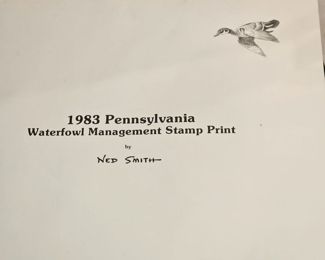 1983 Pennsylvania
Waterfowl Management Stamp Print
by
NED SMITH